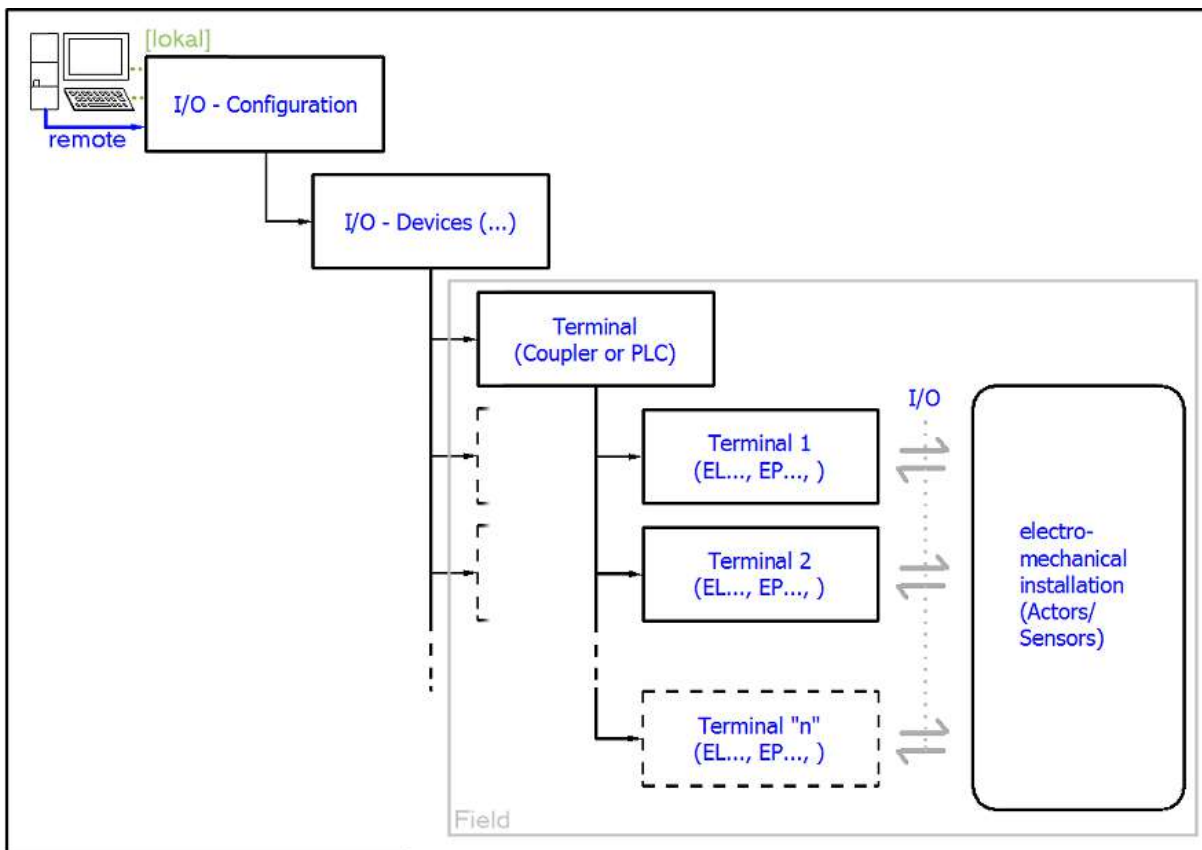 [lokal]
I/O - Configuration
remote
I/O - Devices (...)
Terminal
(Coupler or PLC)
I/O
Terminal 1
(EL..., EP..., )
Terminal 2
(EL..., EP..., )
electro-
mechanical
installation
(Actors/
Sensors)
Terminal "n"
(EL..., EP..., )
Field